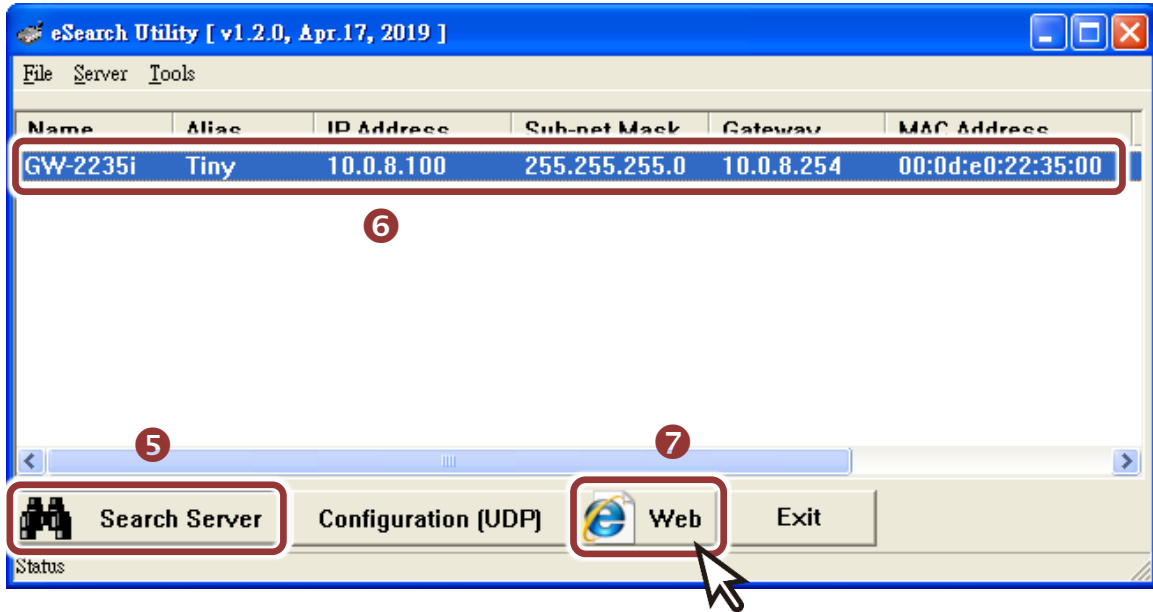 eSearch Utility [ v1.2.0, Apr.17, 2019 ]
File Server Tools
Name Alias IP Address Sub-net Mask Gateway MAC Address
GW-2235i Tiny 10.0.8.100 255.255.255.0 10.0.8.254 00:0d:e0:22:35:00
6
5 7
Search Server Configuration (UDP) Web Exit
Status